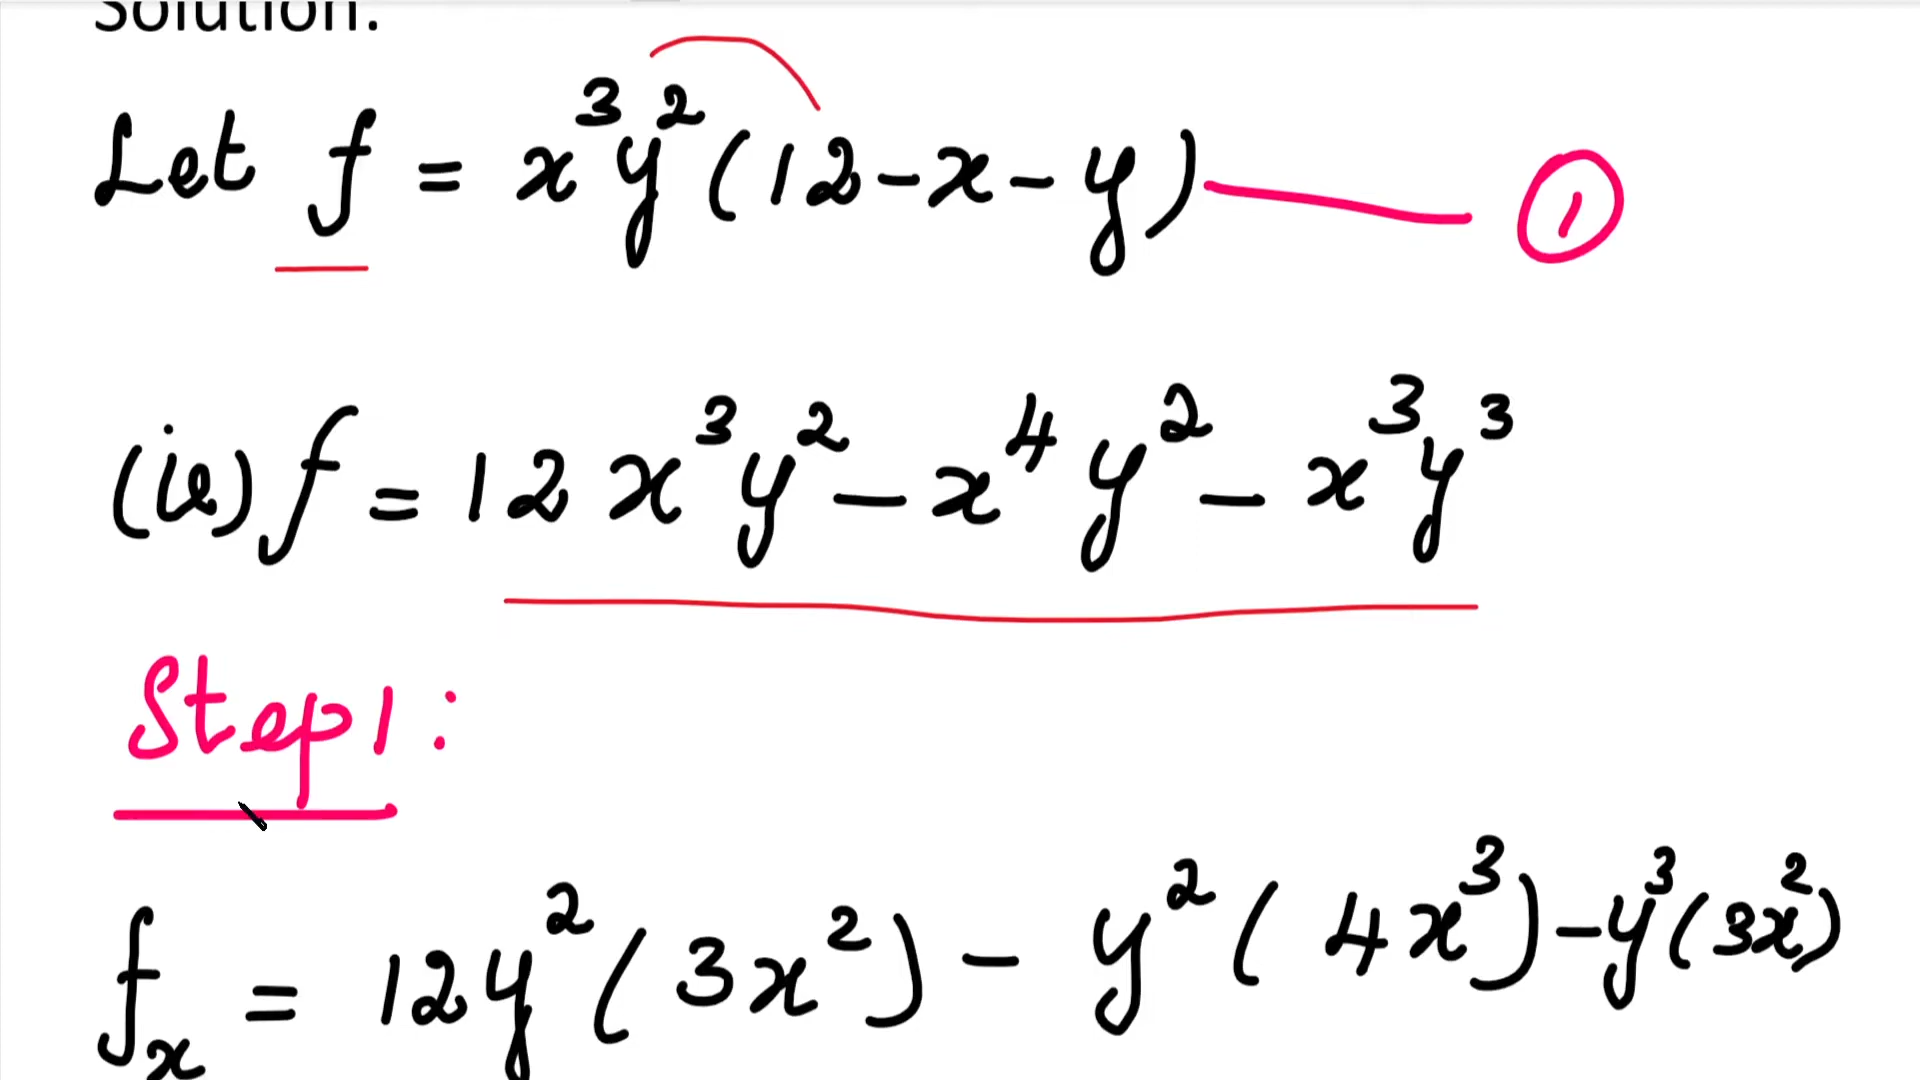 Solution:
Let f = x³y²(12-x-y) ——— ①
(ie) f = 12x³y² - x⁴y² - x³y³
Step 1:
fₓ = 12y²(3x²) - y²(4x³) - y³(3x²)